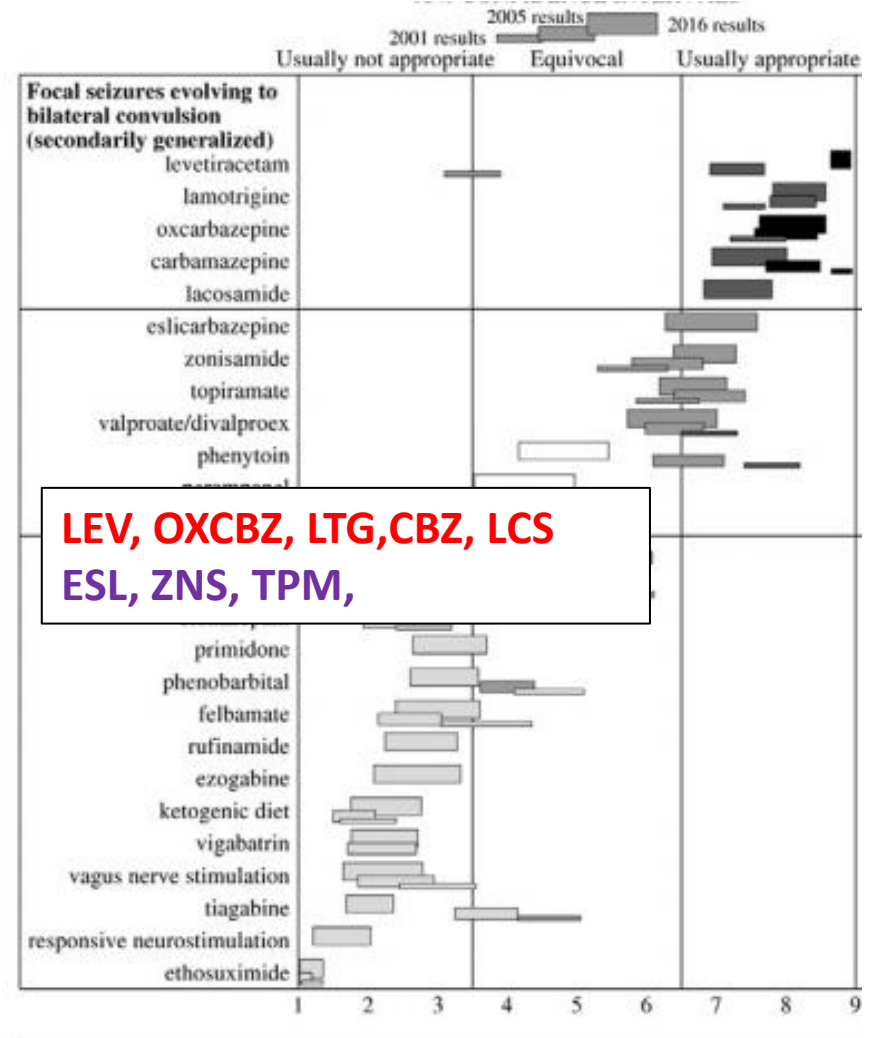 2005 results
2016 results
2001 results
Usually not appropriate Equivocal Usually appropriate
Focal seizures evolving to
bilateral convulsion
(secondarily generalized)
levetiracetam
lamotrigine
oxcarbazepine
carbamazepine
lacosamide
eslicarbazepine
zonisamide
topiramate
valproate/divalproex
phenytoin
LEV, OXCBZ, LTG,CBZ, LCS
ESL, ZNS, TPM,
primidone
phenobarbital
felbamate
rufinamide
ezogabine
ketogenic diet
vigabatrin
vagus nerve stimulation
tiagabine
responsive neurostimulation
ethosuximide
1 2 3 4 5 6 7 8 9